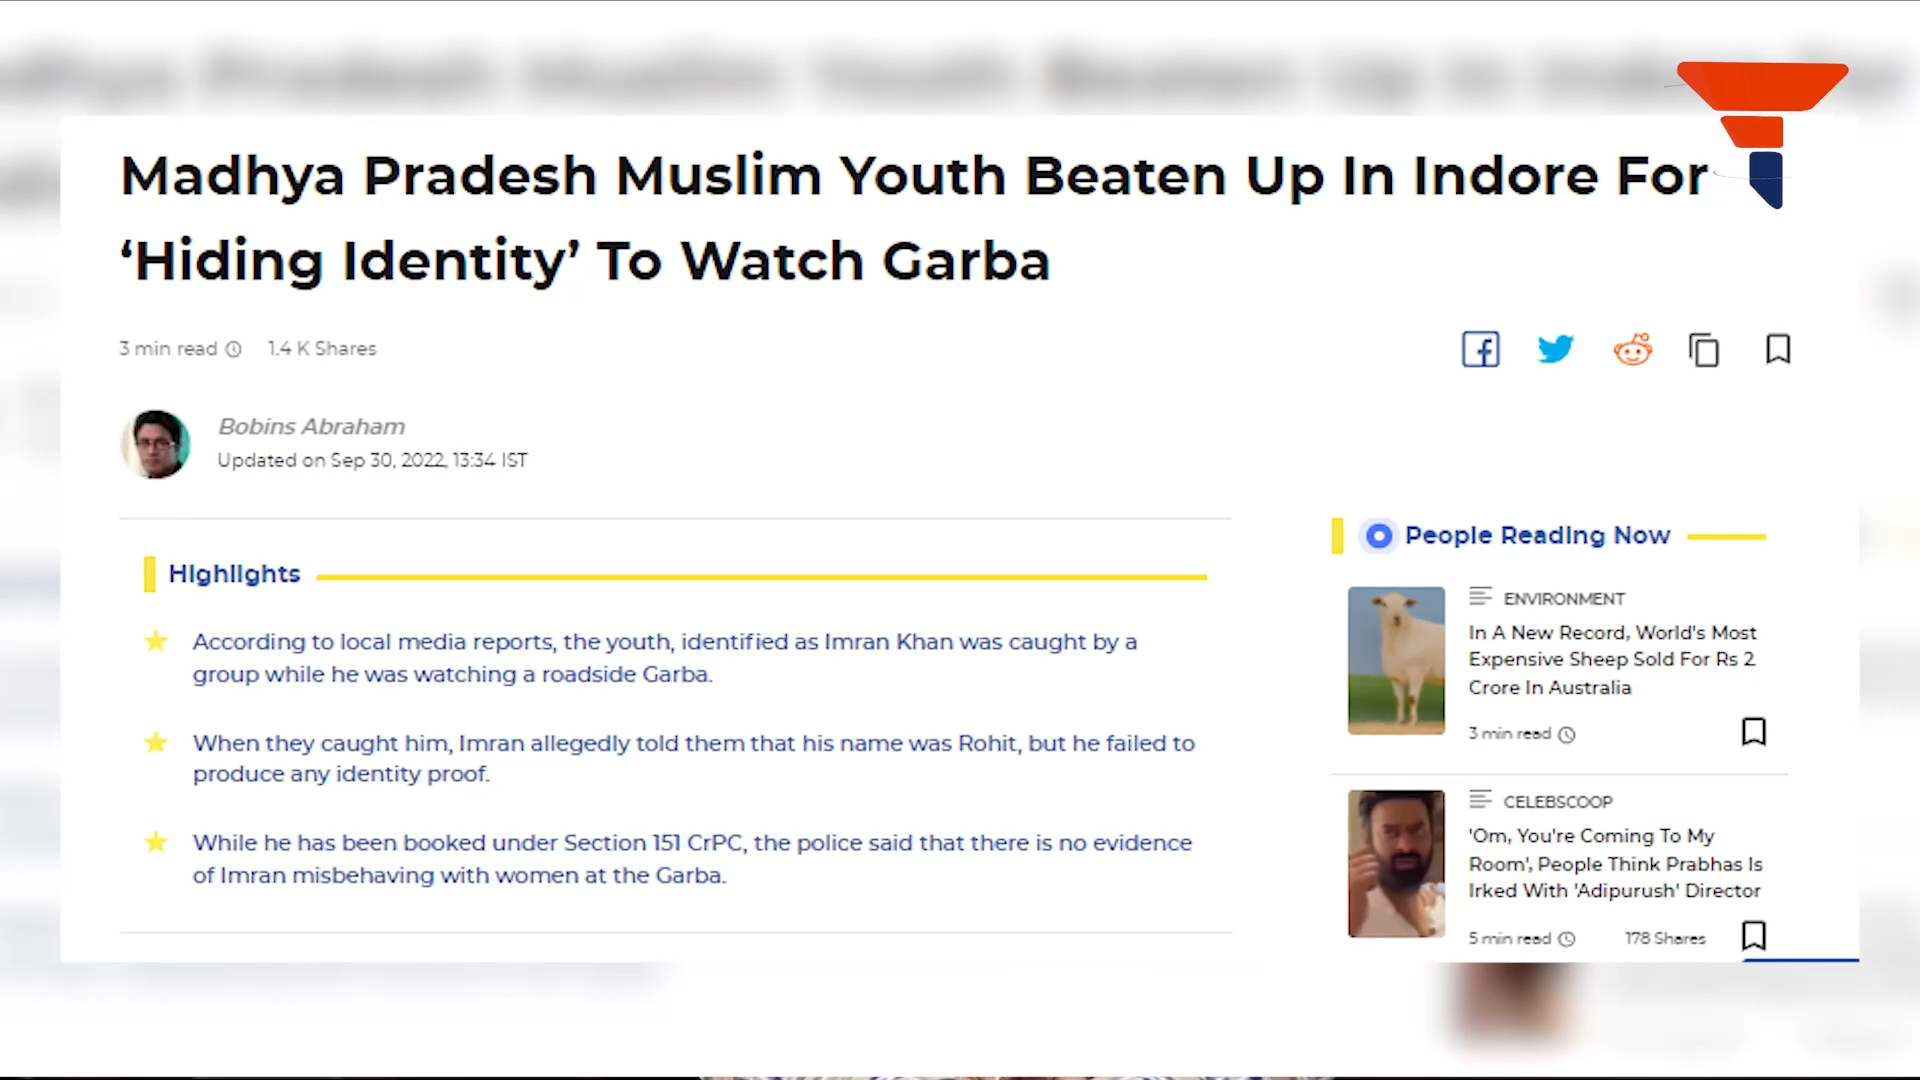 Madhya Pradesh Muslim Youth Beaten Up In Indore For
‘Hiding Identity’ To Watch Garba
3 min read
1.4 K Shares
Bobins Abraham
Updated on Sep 30, 2022, 13:34 IST
Highlights
According to local media reports, the youth, identified as Imran Khan was caught by a
group while he was watching a roadside Garba.
When they caught him, Imran allegedly told them that his name was Rohit, but he failed to
produce any identity proof.
While he has been booked under Section 151 CrPC, the police said that there is no evidence
of Imran misbehaving with women at the Garba.
People Reading Now
ENVIRONMENT
In A New Record, World's Most
Expensive Sheep Sold For Rs 2
Crore In Australia
3 min read
CELEBSCOOP
'Om, You're Coming To My
Room', People Think Prabhas Is
Irked With 'Adipurush' Director
5 min read
178 Shares